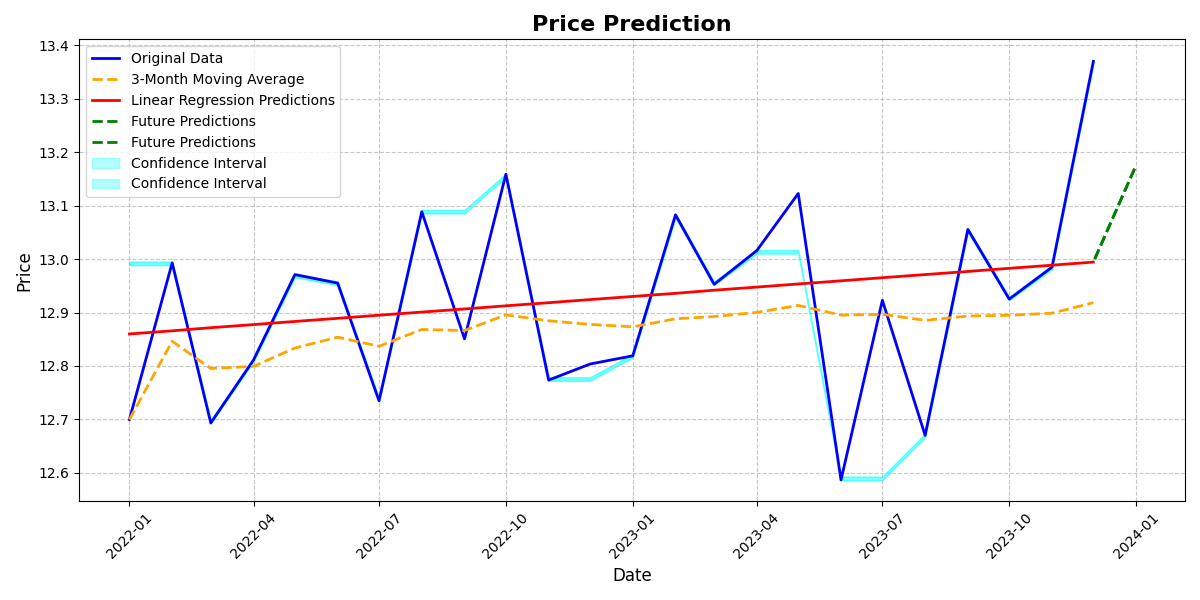 Price Prediction
13.4
13.3
13.2
13.1
13.0
12.9
12.8
12.7
12.6
Price
Original Data
3-Month Moving Average
Linear Regression Predictions
Future Predictions
Future Predictions
Confidence Interval
Confidence Interval
2022-01
2022-04
2022-07
2022-10
2023-01
2023-04
2023-07
2023-10
2024-01
Date